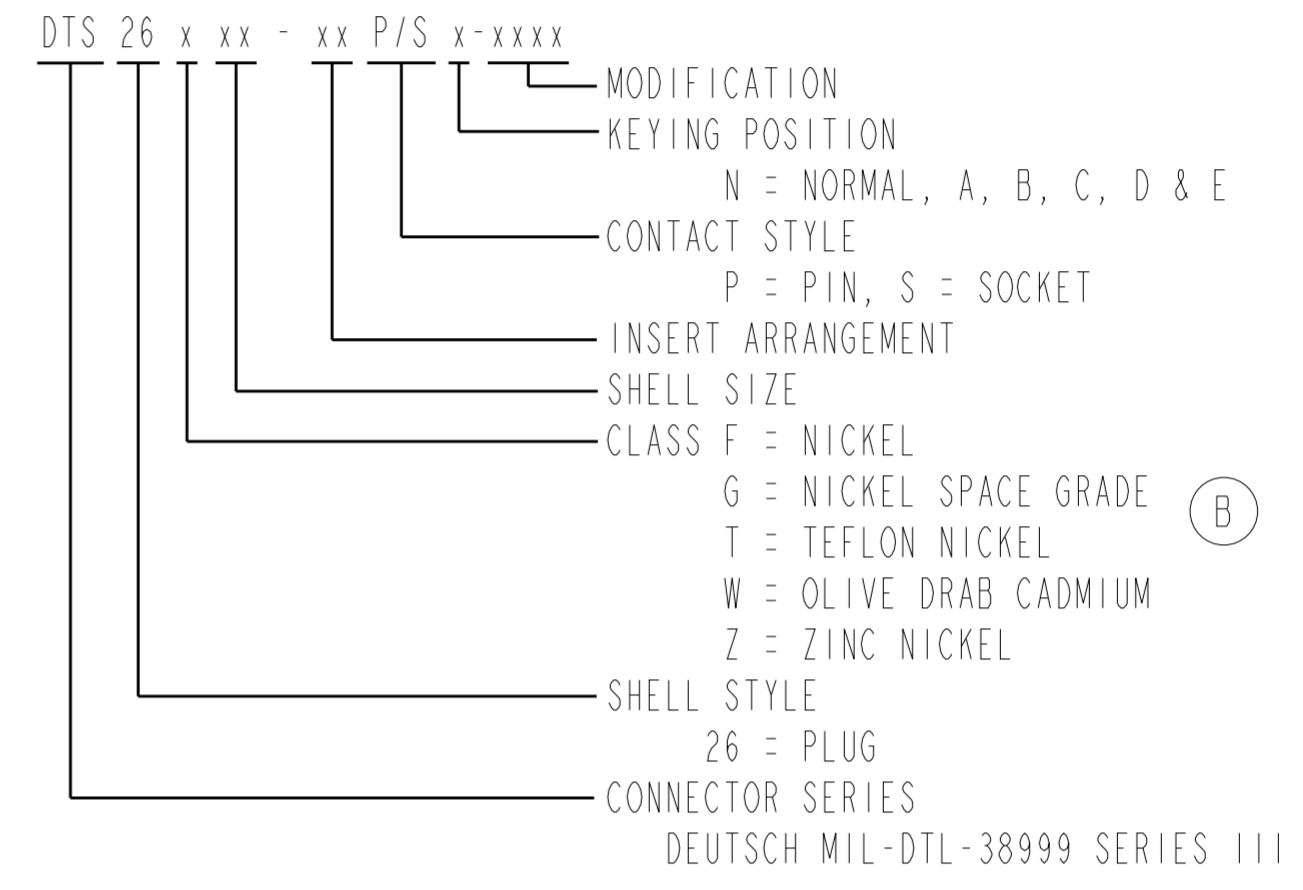 DTS 26 x xx - xx P/S x-xxxx
MODIFICATION
KEYING POSITION
N = NORMAL, A, B, C, D & E
CONTACT STYLE
P = PIN, S = SOCKET
INSERT ARRANGEMENT
SHELL SIZE
CLASS F = NICKEL
G = NICKEL SPACE GRADE
B
T = TEFLON NICKEL
W = OLIVE DRAB CADMIUM
Z = ZINC NICKEL
SHELL STYLE
26 = PLUG
CONNECTOR SERIES
DEUTSCH MIL-DTL-38999 SERIES III